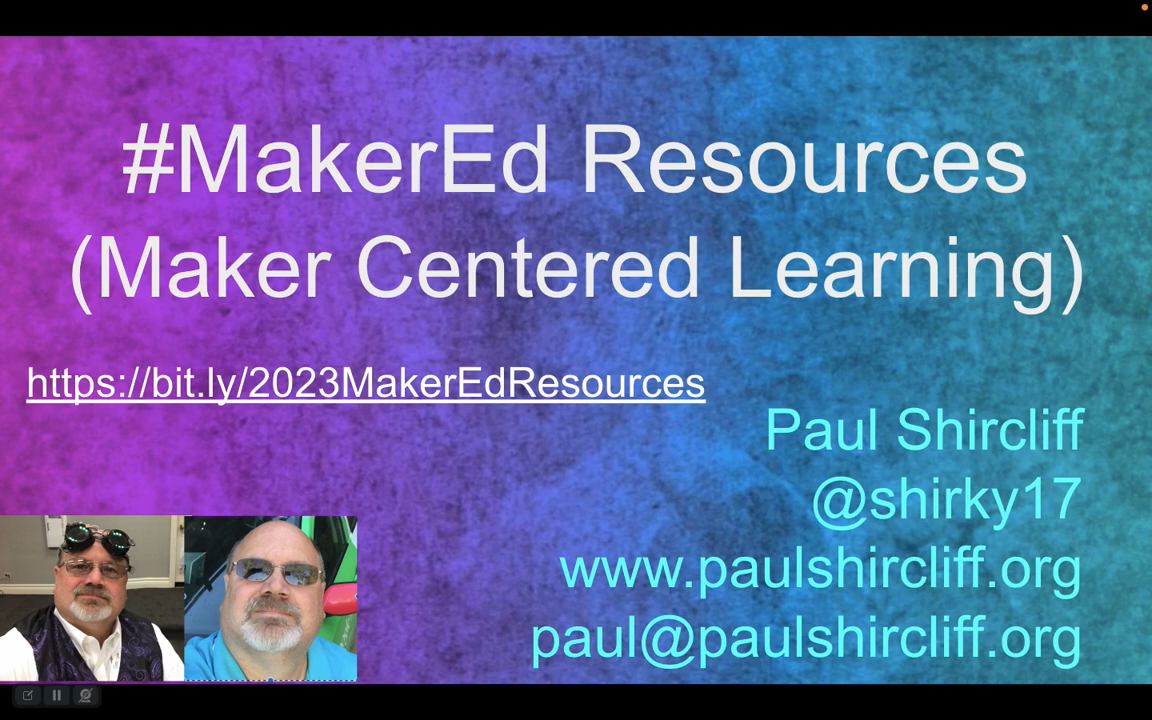 #MakerEd Resources
(Maker Centered Learning)
https://bit.ly/2023MakerEdResources
Paul Shircliff
@shirky17
www.paulshircliff.org
paul@paulshircliff.org